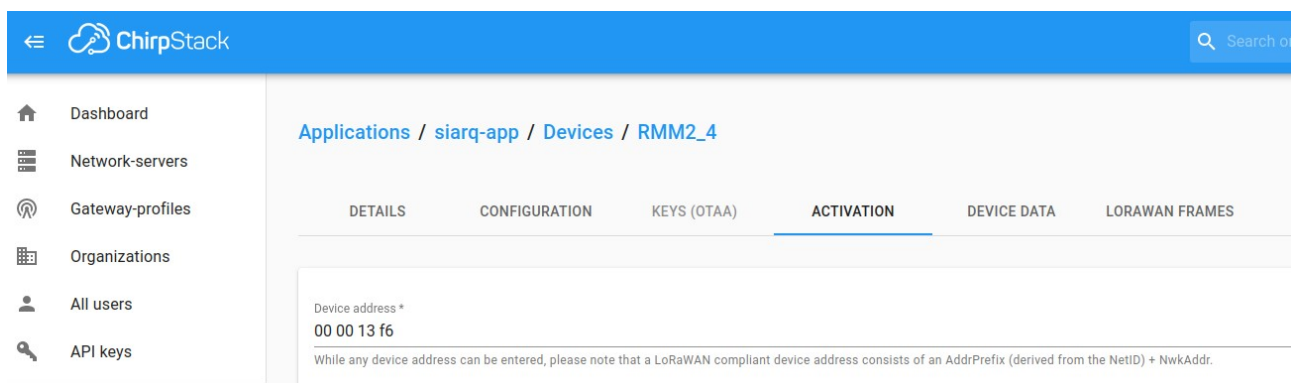 ChirpStack
Search or
Dashboard
Network-servers
Gateway-profiles
Organizations
All users
API keys
Applications / siarq-app / Devices / RMM2_4
DETAILS CONFIGURATION KEYS (OTAA) ACTIVATION DEVICE DATA LORAWAN FRAMES
Device address *
00 00 13 f6
While any device address can be entered, please note that a LoRaWAN compliant device address consists of an AddrPrefix (derived from the NetID) + NwkAddr.